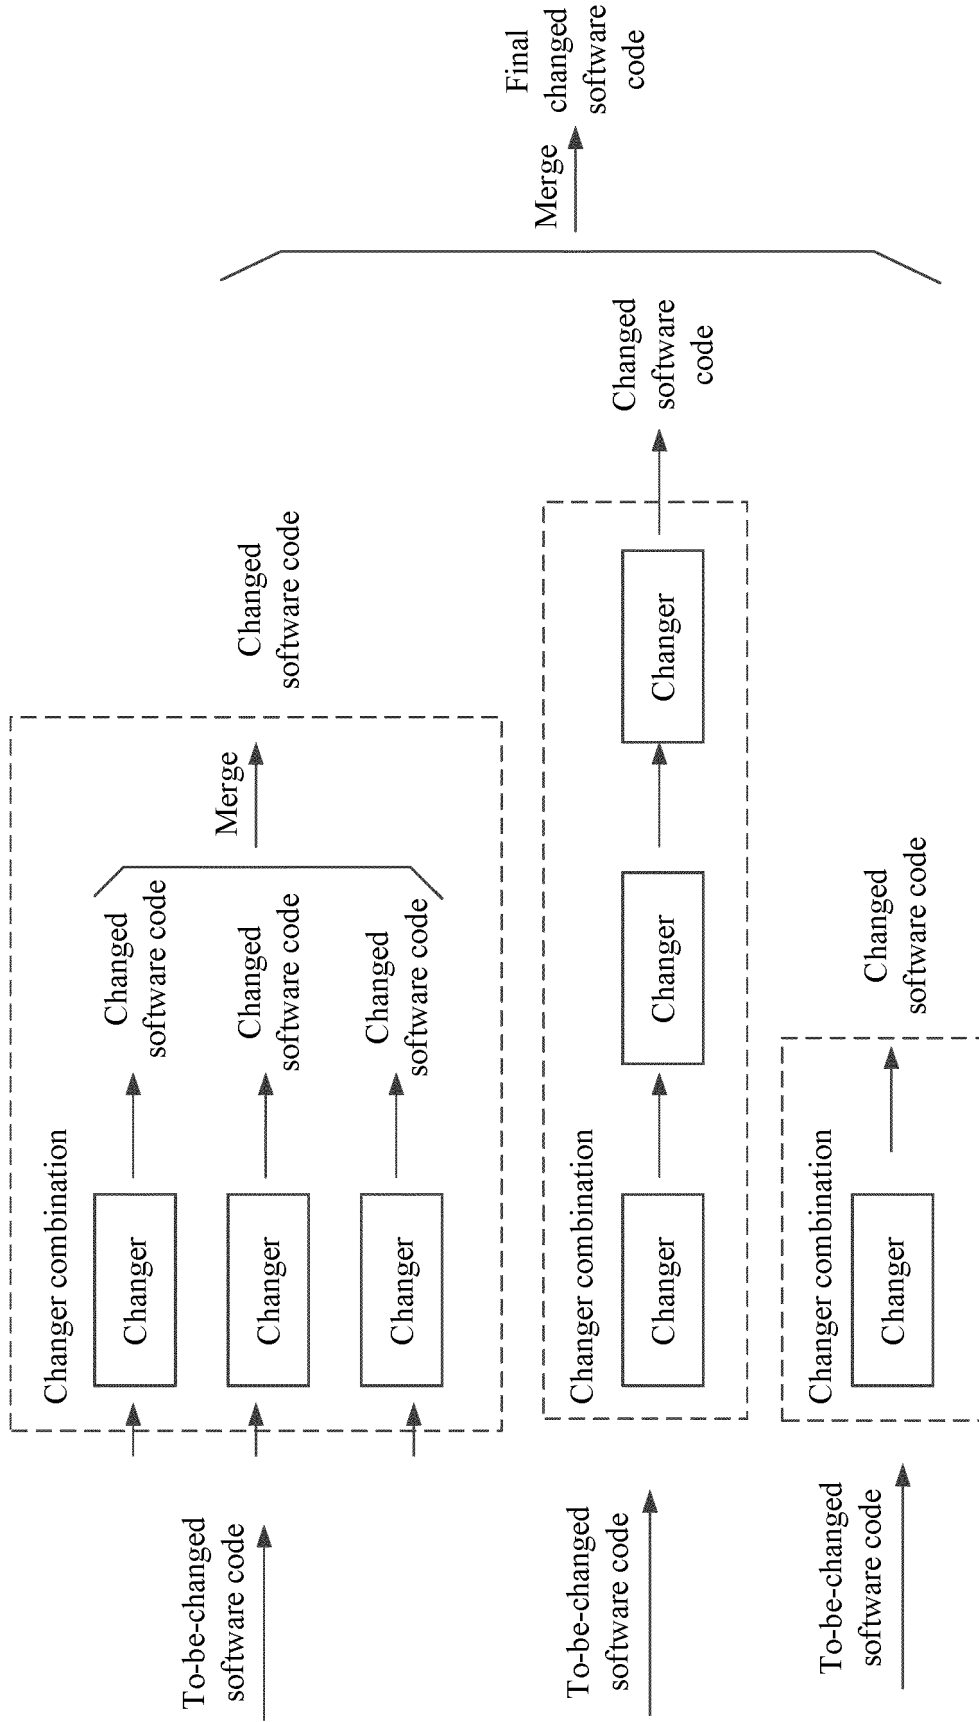 To-be-changed
software code
Changer combination
Changer
Changed
software code
Changer
Changed
software code
Changer
Changed
software code
Merge
Changed
software code
To-be-changed
software code
Changer combination
Changer
Changer
Changer
Changed
software
code
To-be-changed
software code
Changer combination
Changer
Changed
software code
Merge
Final
changed
software
code